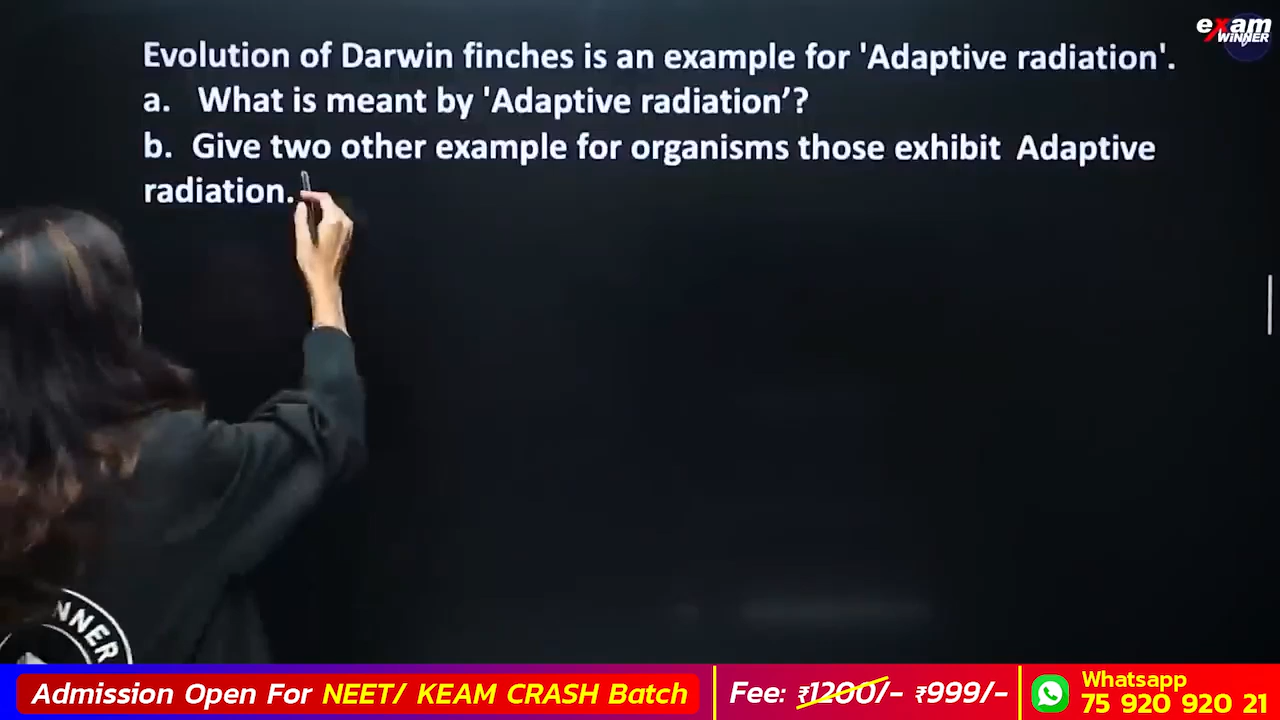 exam
WiNNER
Evolution of Darwin finches is an example for 'Adaptive radiation'.
a. What is meant by 'Adaptive radiation’?
b. Give two other example for organisms those exhibit Adaptive
radiation.
NNER
Admission Open For NEET/ KEAM CRASH Batch
Fee: ₹1200/- ₹999/-
Whatsapp
75 920 920 21